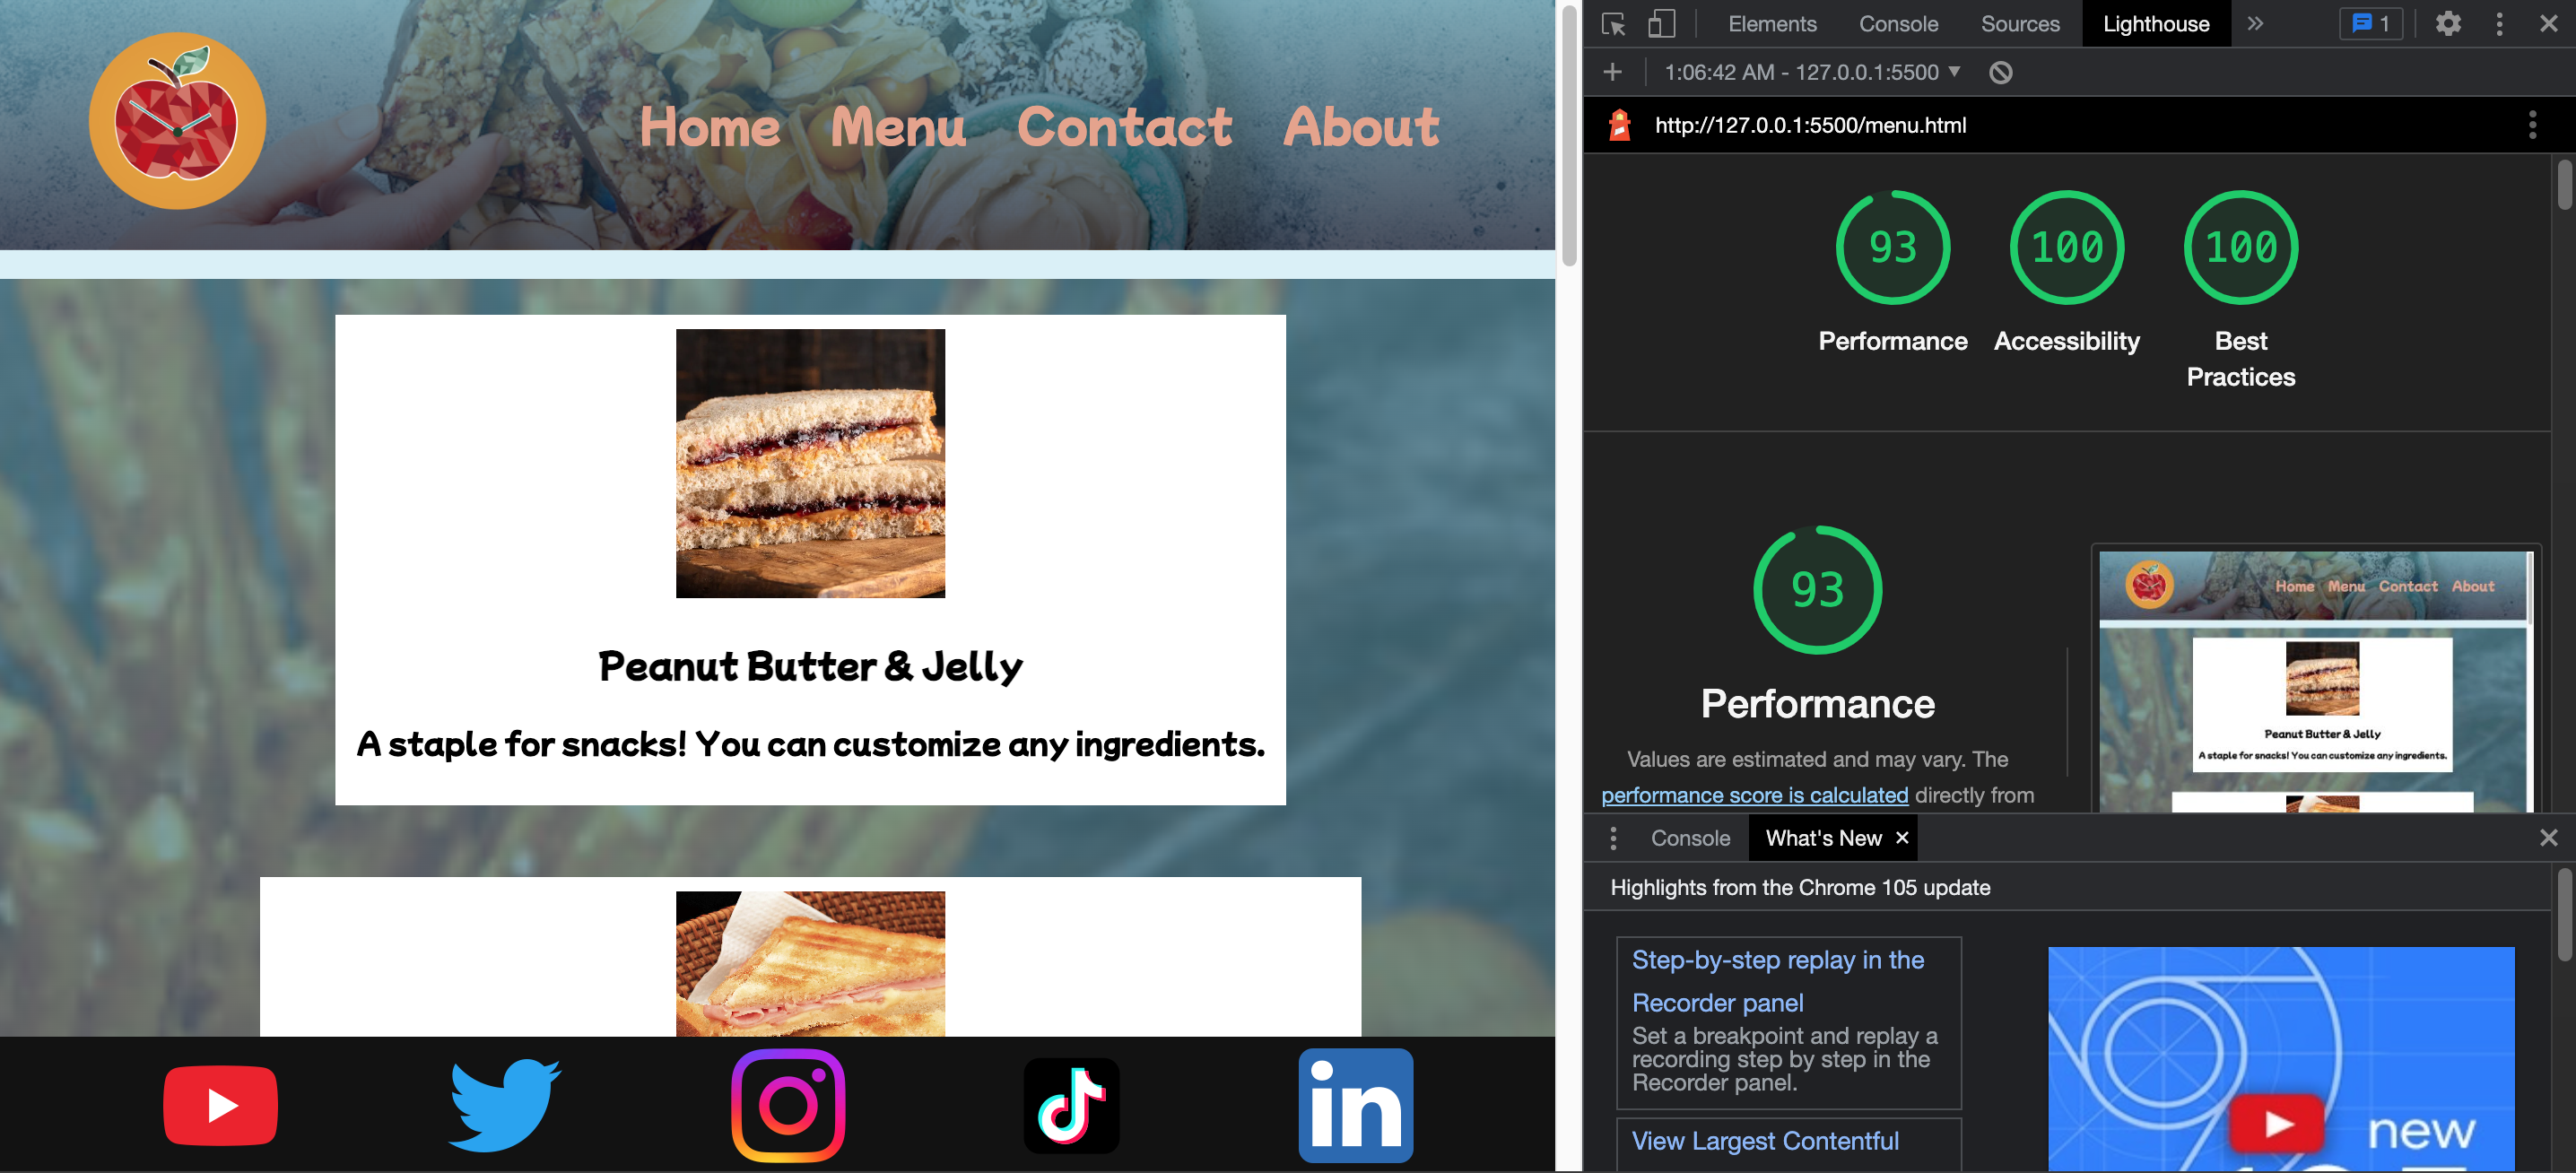 Home Menu Contact About
Peanut Butter & Jelly
A staple for snacks! You can customize any ingredients.
in
Elements Console Sources Lighthouse 1
1:06:42 AM - 127.0.0.1:5500
http://127.0.0.1:5500/menu.html
93 100 100
Performance Accessibility Best
Practices
93
Performance
Values are estimated and may vary. The
performance score is calculated directly from
Home Menu Contact About
Peanut Butter & Jelly
A staple for snacks! You can customize any ingredients.
Console What's New
Highlights from the Chrome 105 update
Step-by-step replay in the
Recorder panel
Set a breakpoint and replay a
recording step by step in the
Recorder panel.
View Largest Contentful
new